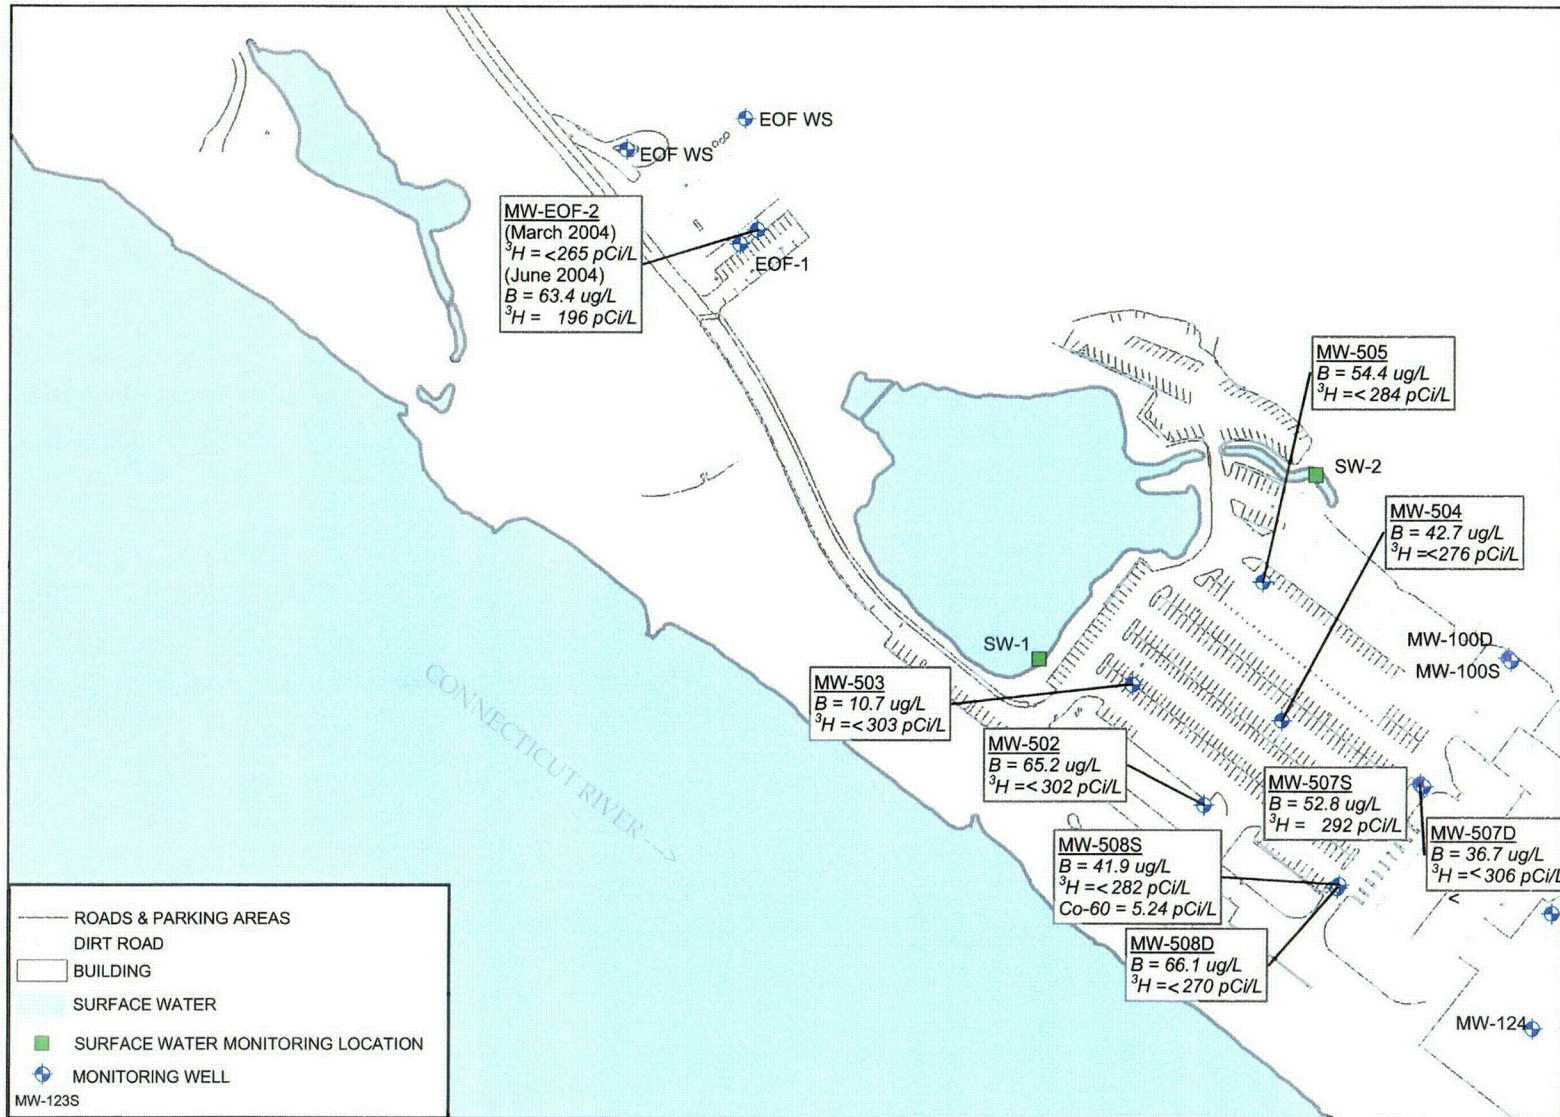 EOF WS
EOF WS
MW-EOF-2
(March 2004)
³H = <265 pCi/L
(June 2004)
B = 63.4 ug/L
³H = 196 pCi/L
EOF-1
MW-505
B = 54.4 ug/L
³H =< 284 pCi/L
SW-2
MW-504
B = 42.7 ug/L
³H =<276 pCi/L
SW-1
MW-100D
MW-100S
MW-503
B = 10.7 ug/L
³H =< 303 pCi/L
MW-502
B = 65.2 ug/L
³H =< 302 pCi/L
MW-507S
B = 52.8 ug/L
³H = 292 pCi/L
MW-507D
B = 36.7 ug/L
³H =< 306 pCi/L
<
MW-508S
B = 41.9 ug/L
³H =< 282 pCi/L
Co-60 = 5.24 pCi/L
MW-508D
B = 66.1 ug/L
³H =< 270 pCi/L
MW-124
CONNECTICUT RIVER --->
ROADS & PARKING AREAS
DIRT ROAD
BUILDING
SURFACE WATER
SURFACE WATER MONITORING LOCATION
MONITORING WELL
MW-123S